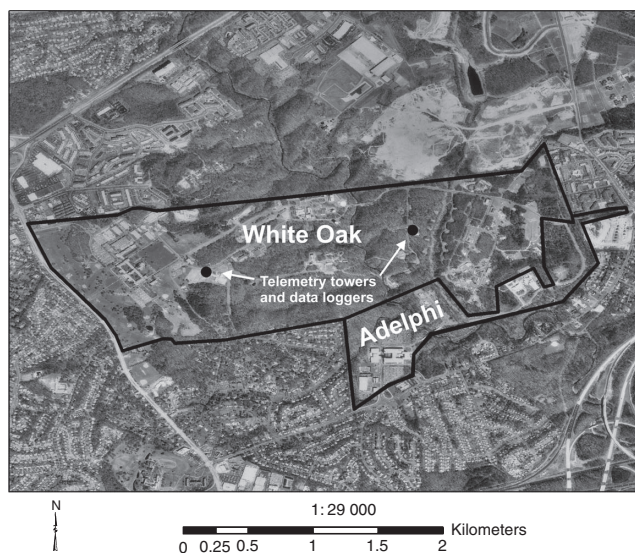 White Oak
Telemetry towers
and data loggers
Adelphi
N
1: 29 000
Kilometers
0 0.25 0.5 1 1.5 2